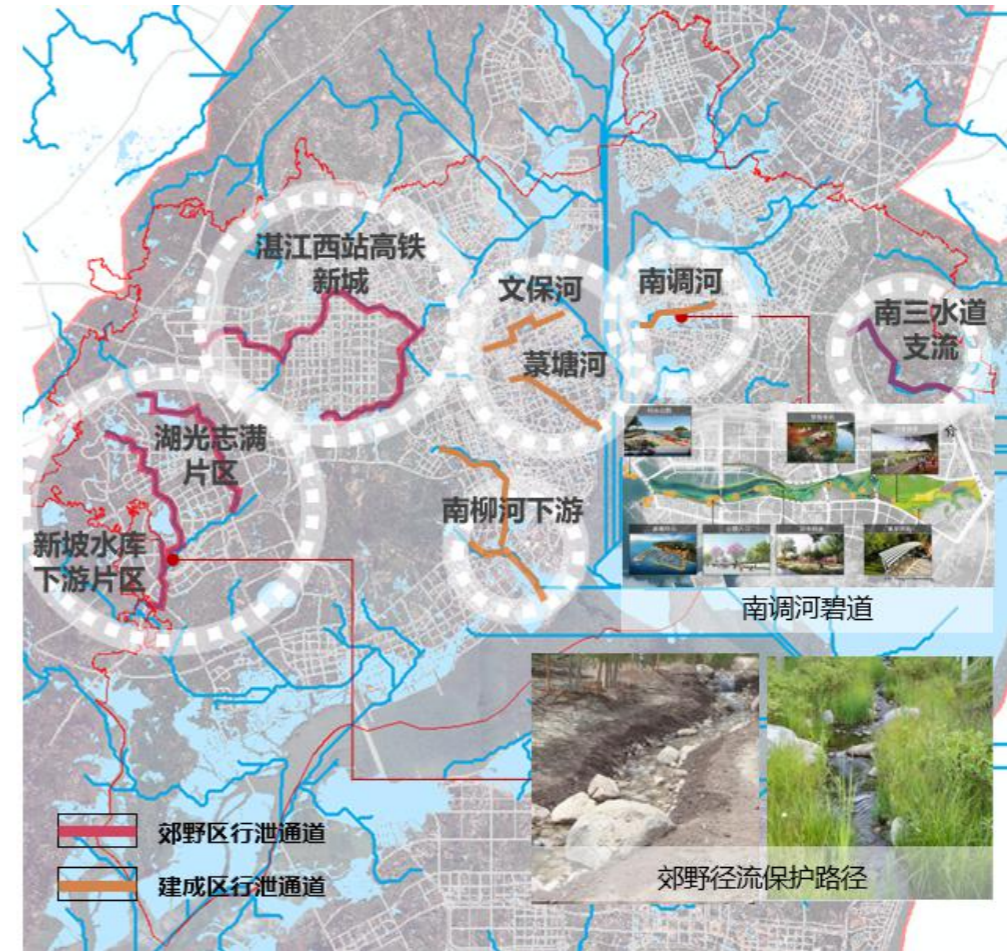 湛江西站高铁
新城
文保河
南调河
菉塘河
南三水道
支流
湖光志满
片区
南柳河下游
新坡水库
下游片区
南调河碧道
郊野区行泄通道
建成区行泄通道
郊野径流保护路径